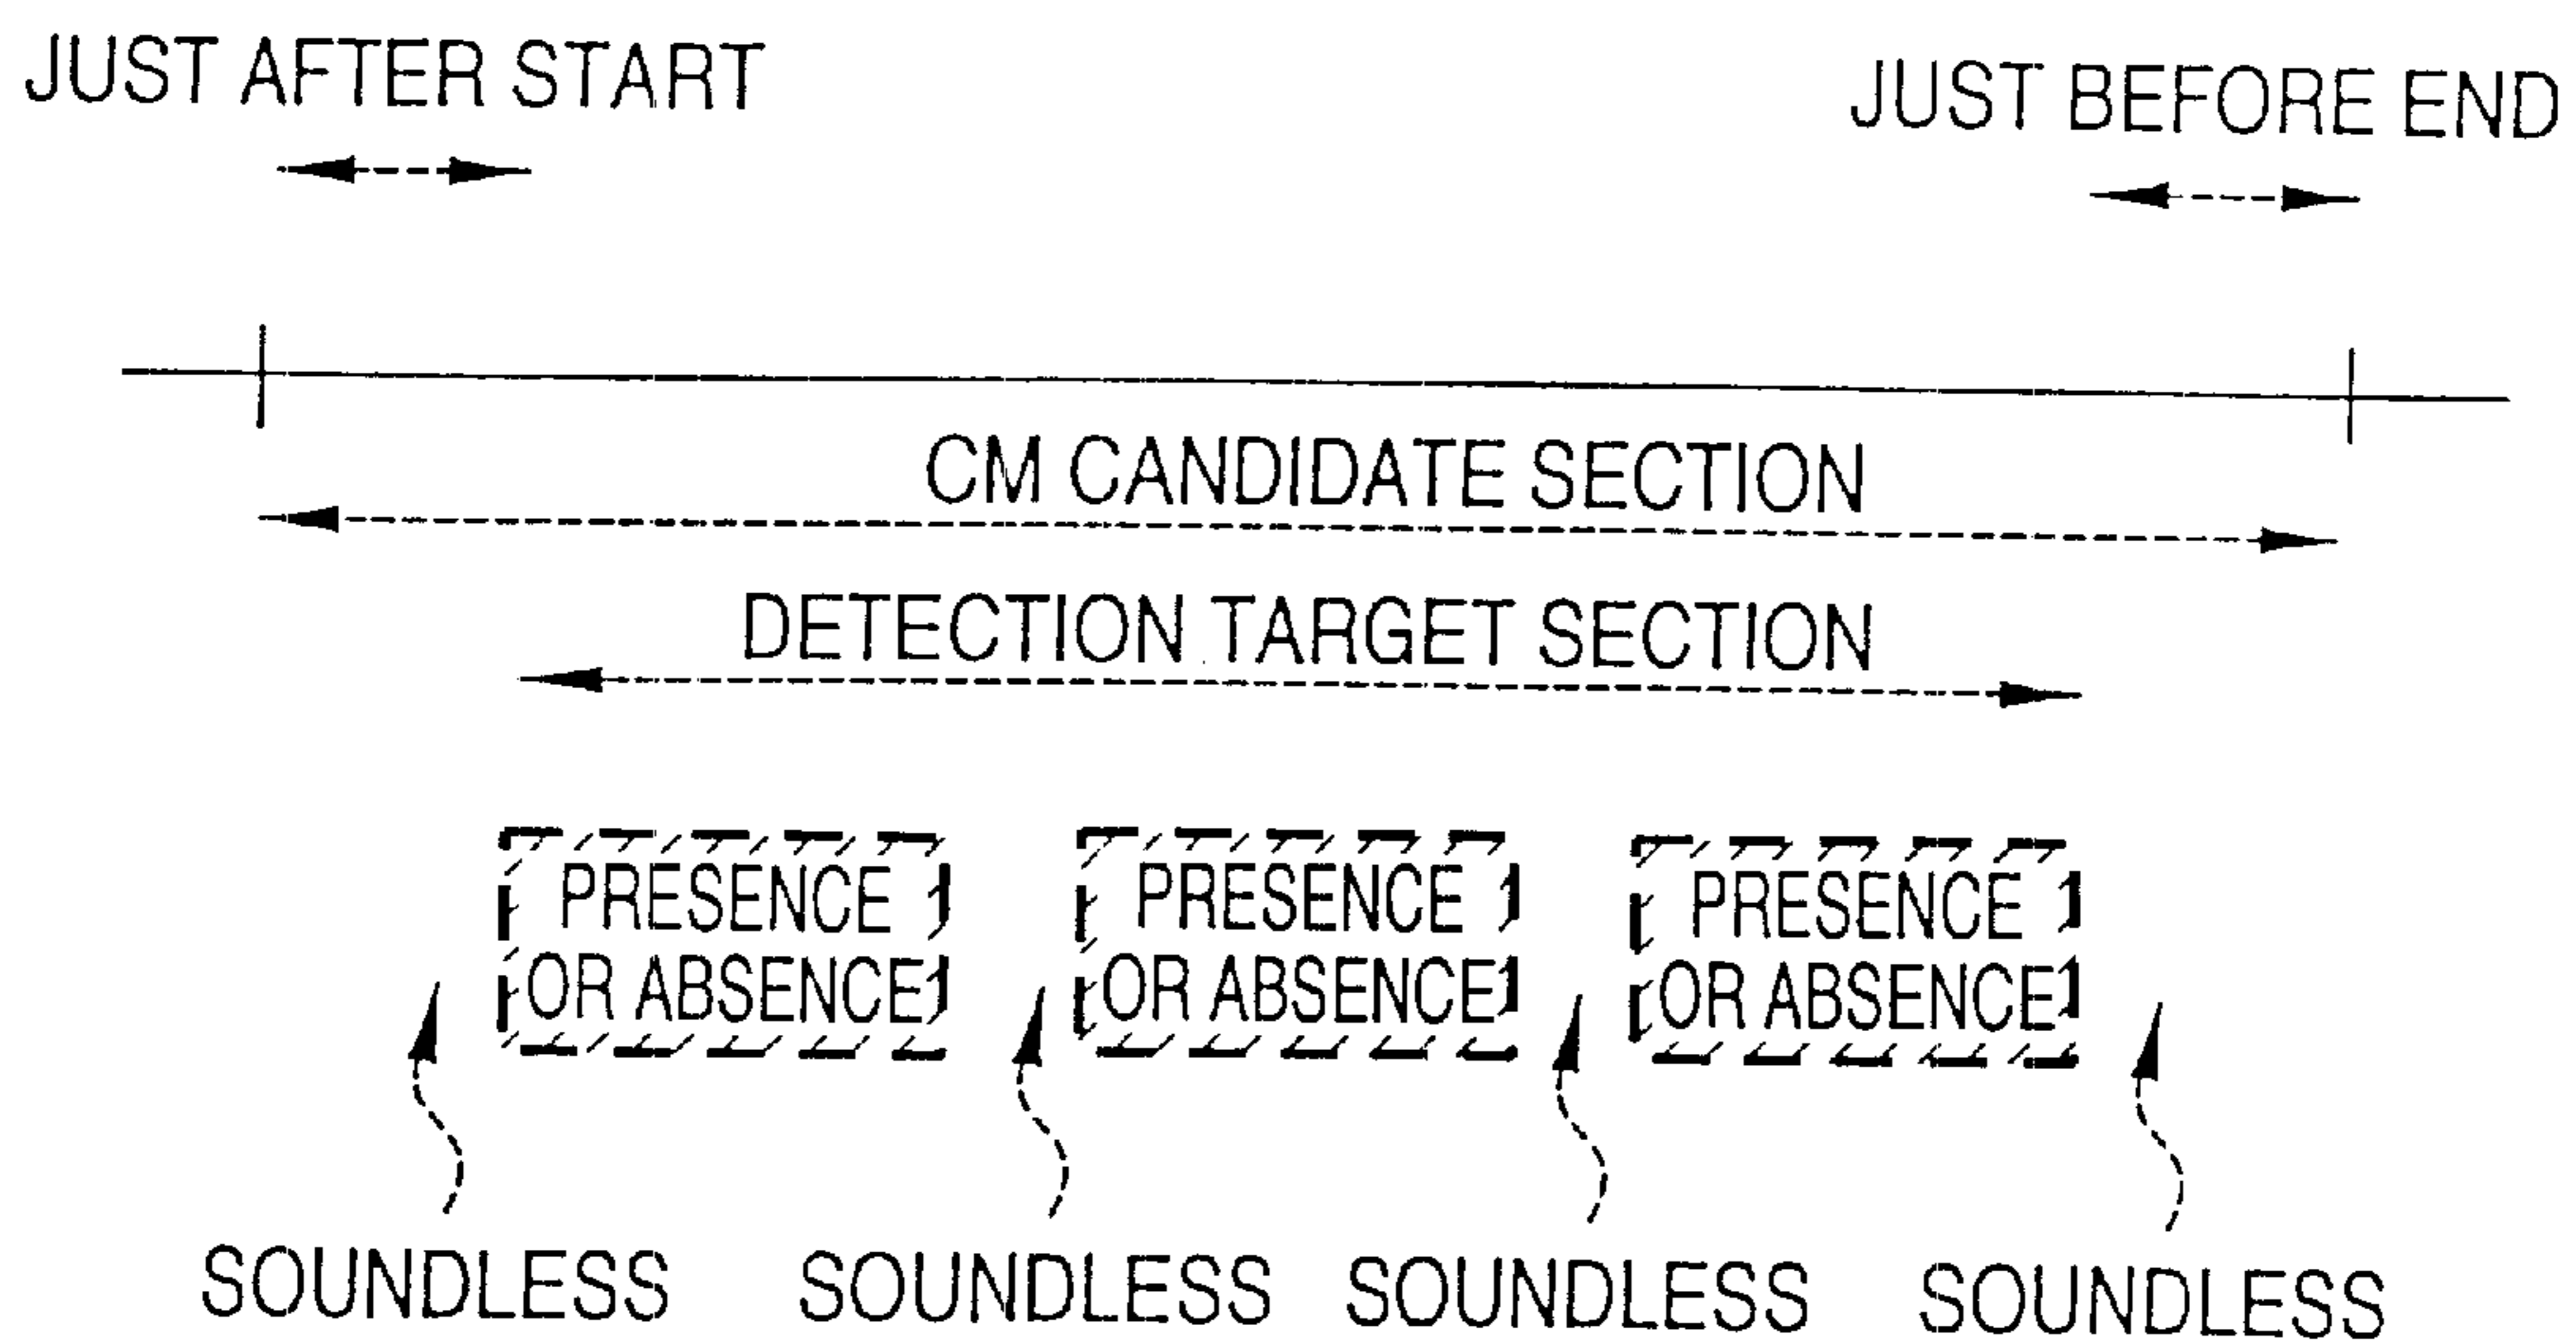 JUST AFTER START
JUST BEFORE END
CM CANDIDATE SECTION
DETECTION TARGET SECTION
PRESENCE
OR ABSENCE
PRESENCE
OR ABSENCE
PRESENCE
OR ABSENCE
SOUNDLESS
SOUNDLESS
SOUNDLESS
SOUNDLESS